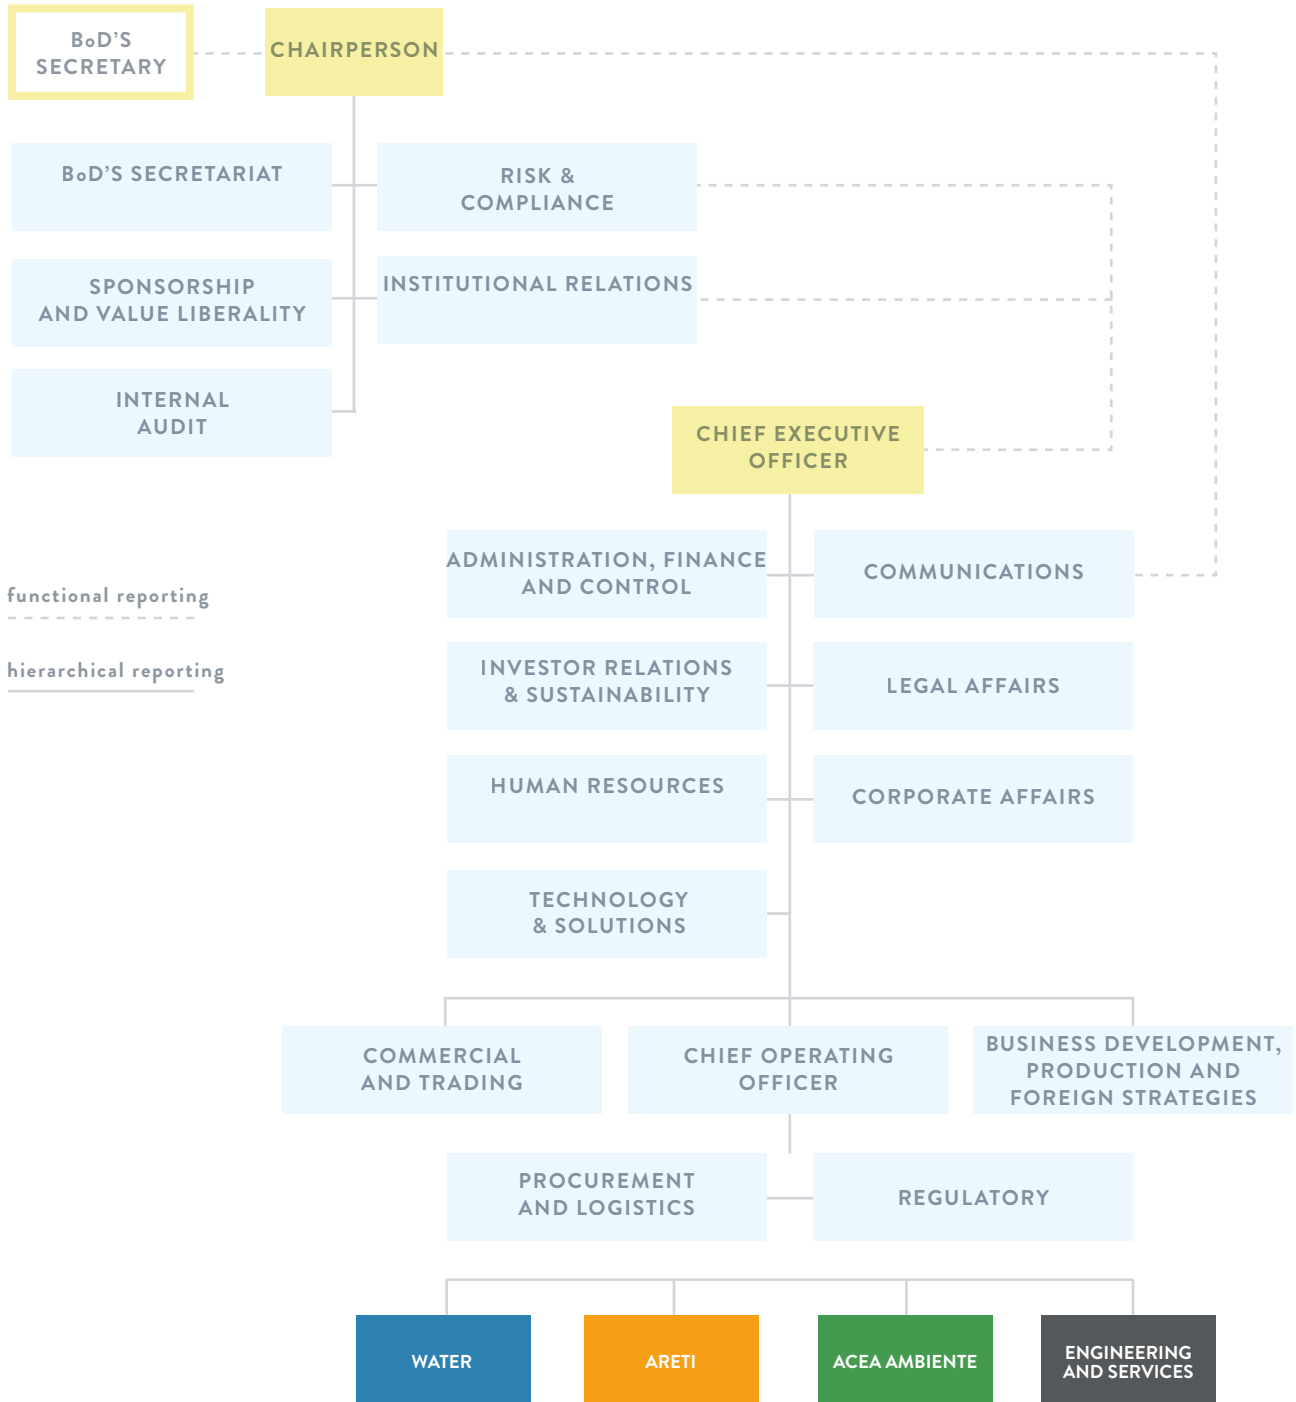 BoD'S
SECRETARY
CHAIRPERSON
BoD'S SECRETARIAT
RISK &
COMPLIANCE
SPONSORSHIP
AND VALUE LIBERALITY
INSTITUTIONAL RELATIONS
INTERNAL
AUDIT
CHIEF EXECUTIVE
OFFICER
functional reporting
hierarchical reporting
ADMINISTRATION, FINANCE
AND CONTROL
COMMUNICATIONS
INVESTOR RELATIONS
& SUSTAINABILITY
LEGAL AFFAIRS
HUMAN RESOURCES
CORPORATE AFFAIRS
TECHNOLOGY
& SOLUTIONS
COMMERCIAL
AND TRADING
CHIEF OPERATING
OFFICER
BUSINESS DEVELOPMENT,
PRODUCTION AND
FOREIGN STRATEGIES
PROCUREMENT
AND LOGISTICS
REGULATORY
WATER
ARETI
ACEA AMBIENTE
ENGINEERING
AND SERVICES